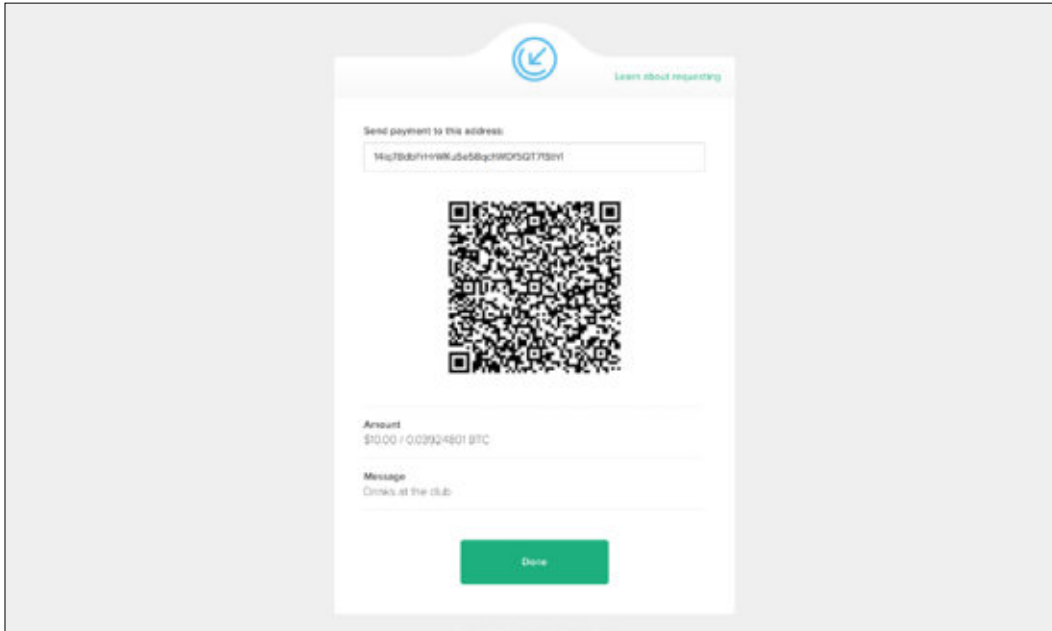 Learn about requesting
Send payment to this address:
Amount
$10.00 / 0.03924801 BTC
Message
Drinks at the club
Done